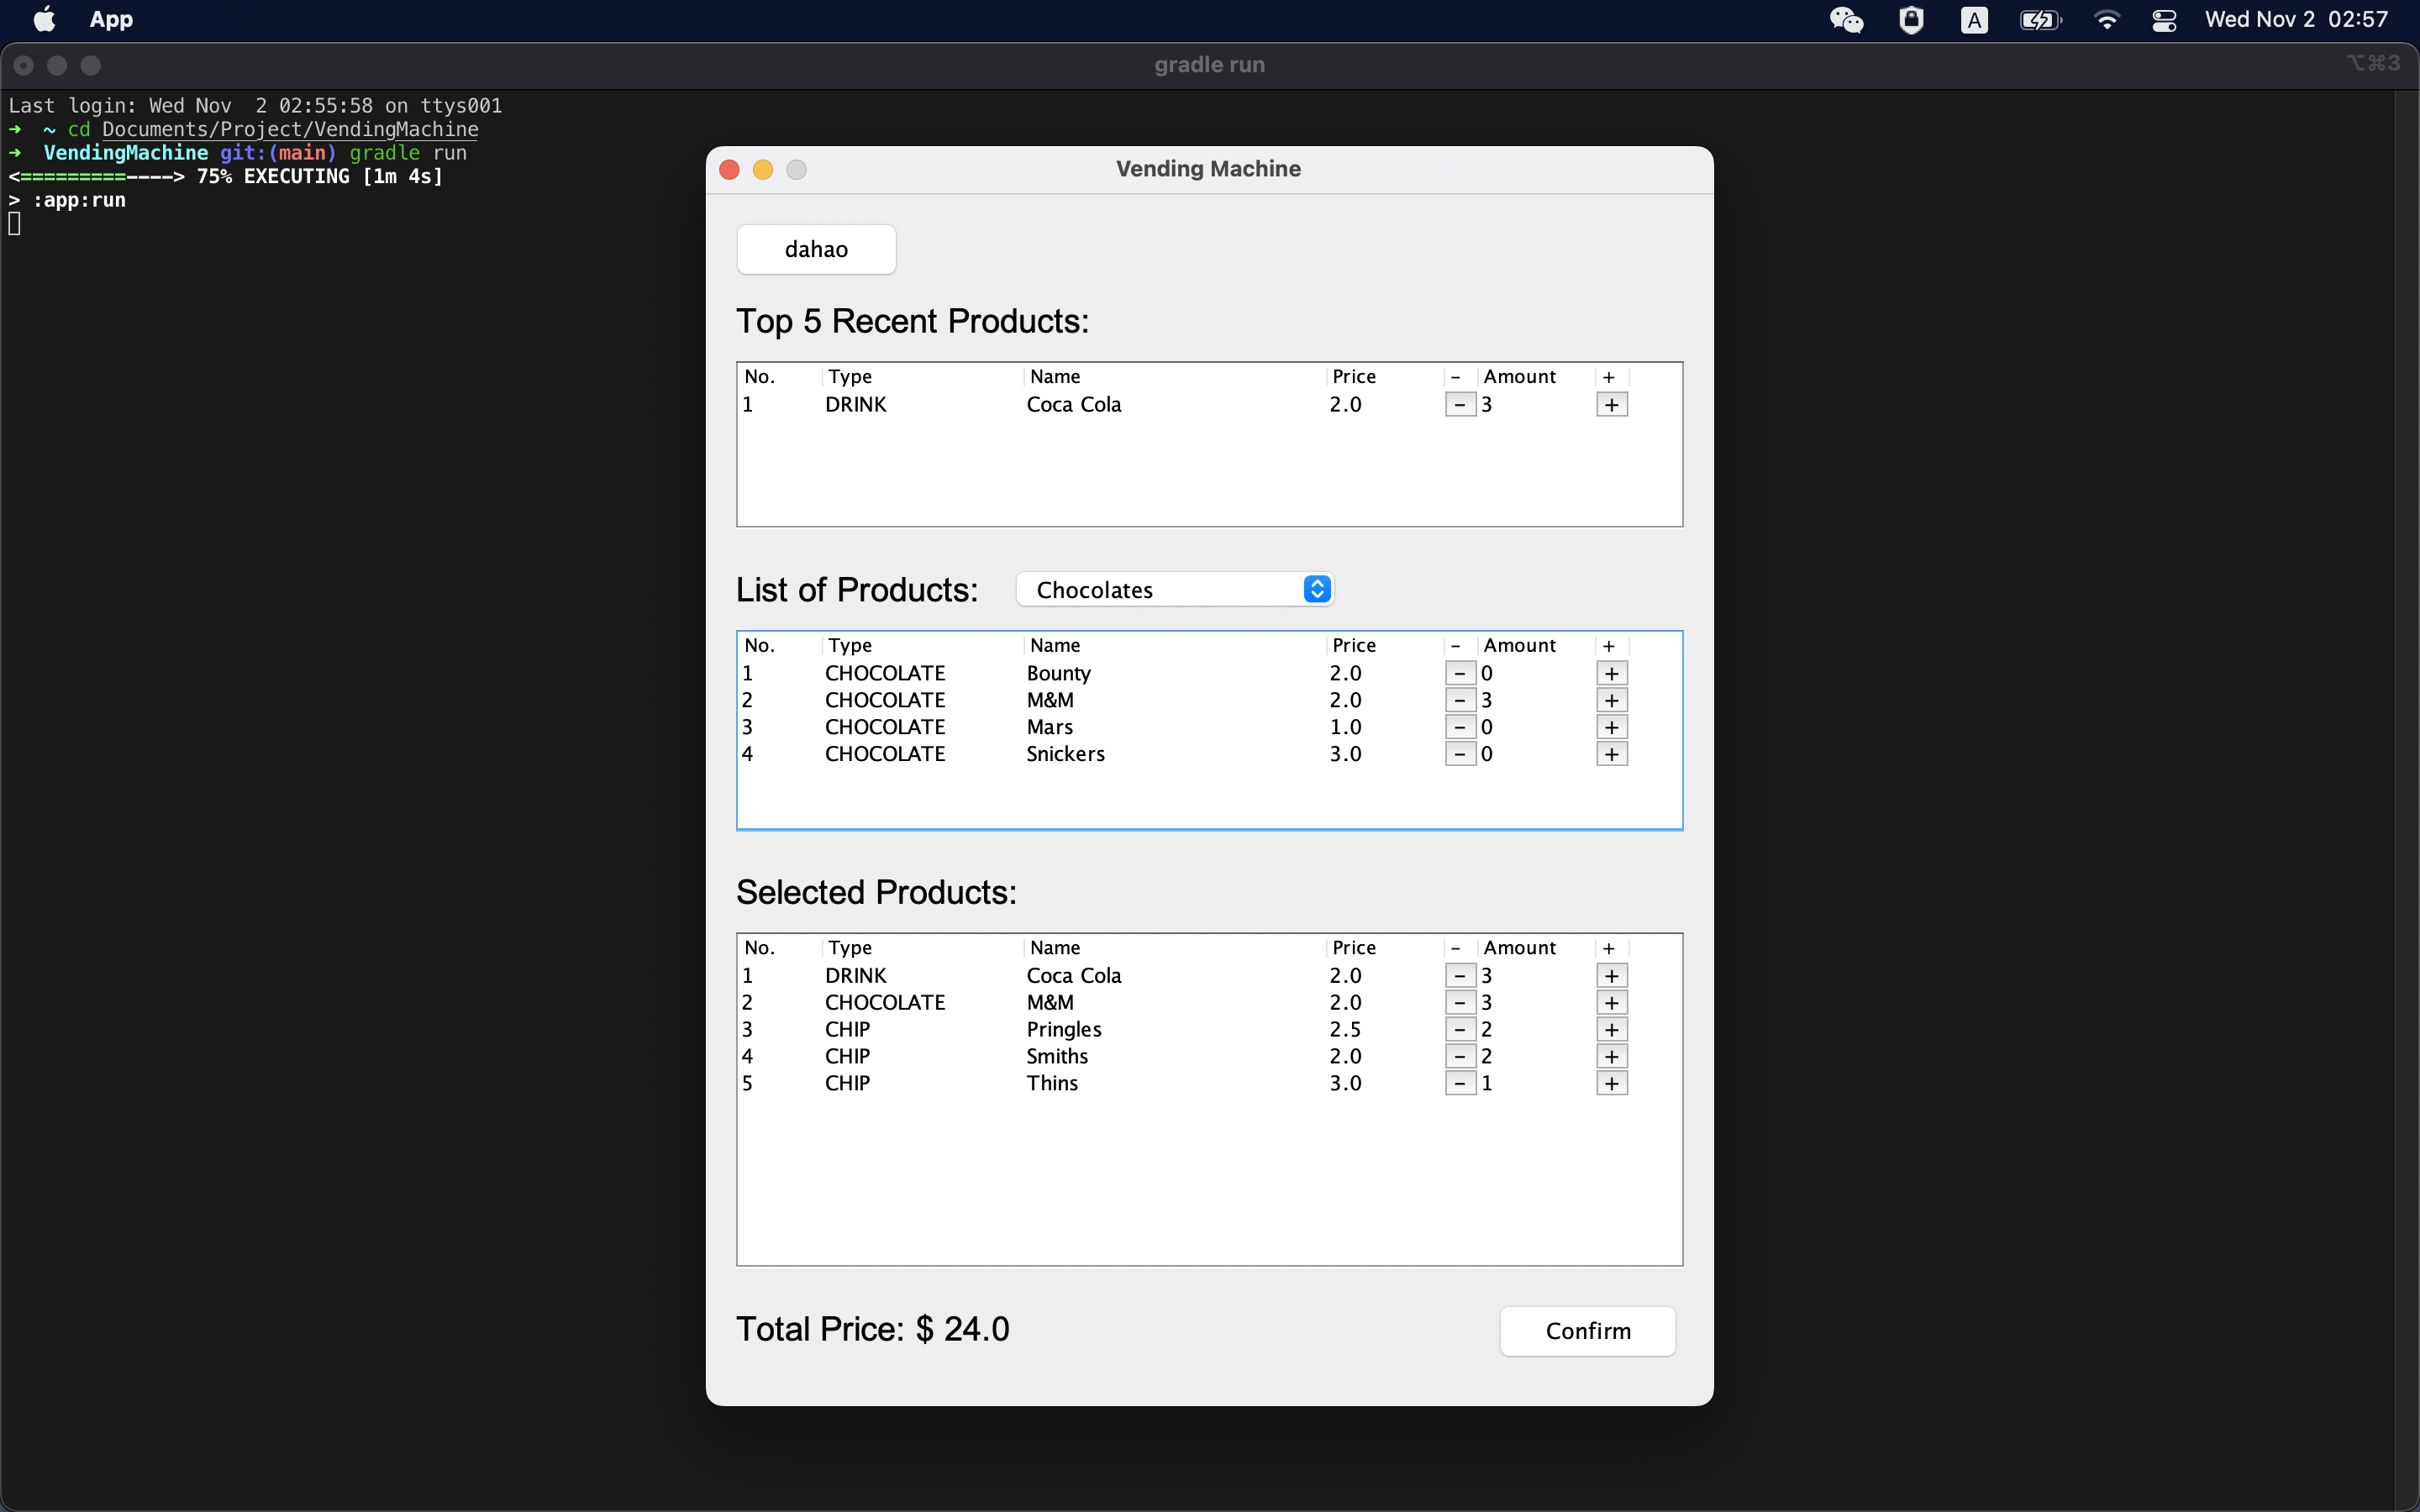 App A Wed Nov 2 02:57
gradle run ⌥⌘3
Last login: Wed Nov  2 02:55:58 on ttys001
➜  ~ cd Documents/Project/VendingMachine
➜  VendingMachine git:(main) gradle run
<=========----> 75% EXECUTING [1m 4s]
> :app:run
Vending Machine
dahao
Top 5 Recent Products:
No. Type Name Price - Amount +
1 DRINK Coca Cola 2.0 - 3 +
List of Products: Chocolates
No. Type Name Price - Amount +
1 CHOCOLATE Bounty 2.0 - 0 +
2 CHOCOLATE M&M 2.0 - 3 +
3 CHOCOLATE Mars 1.0 - 0 +
4 CHOCOLATE Snickers 3.0 - 0 +
Selected Products:
No. Type Name Price - Amount +
1 DRINK Coca Cola 2.0 - 3 +
2 CHOCOLATE M&M 2.0 - 3 +
3 CHIP Pringles 2.5 - 2 +
4 CHIP Smiths 2.0 - 2 +
5 CHIP Thins 3.0 - 1 +
Total Price: $ 24.0 Confirm